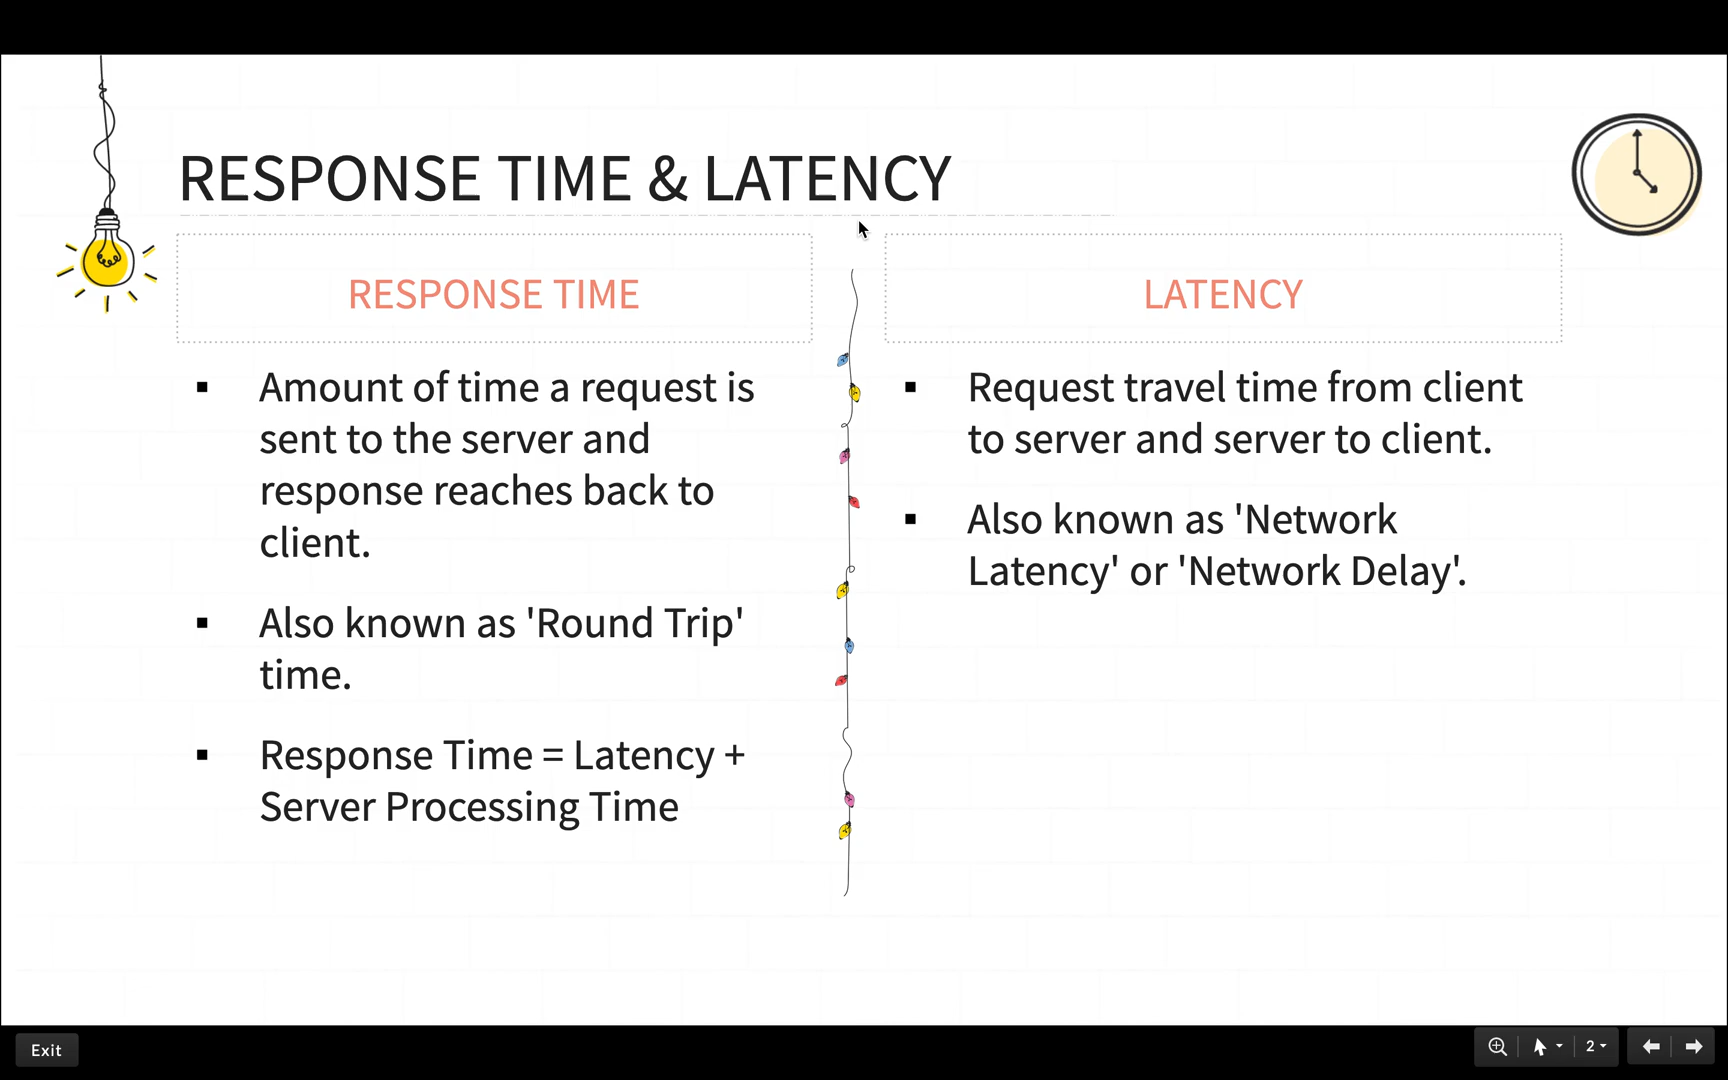 RESPONSE TIME & LATENCY
RESPONSE TIME
▪ Amount of time a request is
sent to the server and
response reaches back to
client.
▪ Also known as 'Round Trip'
time.
▪ Response Time = Latency +
Server Processing Time
LATENCY
▪ Request travel time from client
to server and server to client.
▪ Also known as 'Network
Latency' or 'Network Delay'.
Exit
2